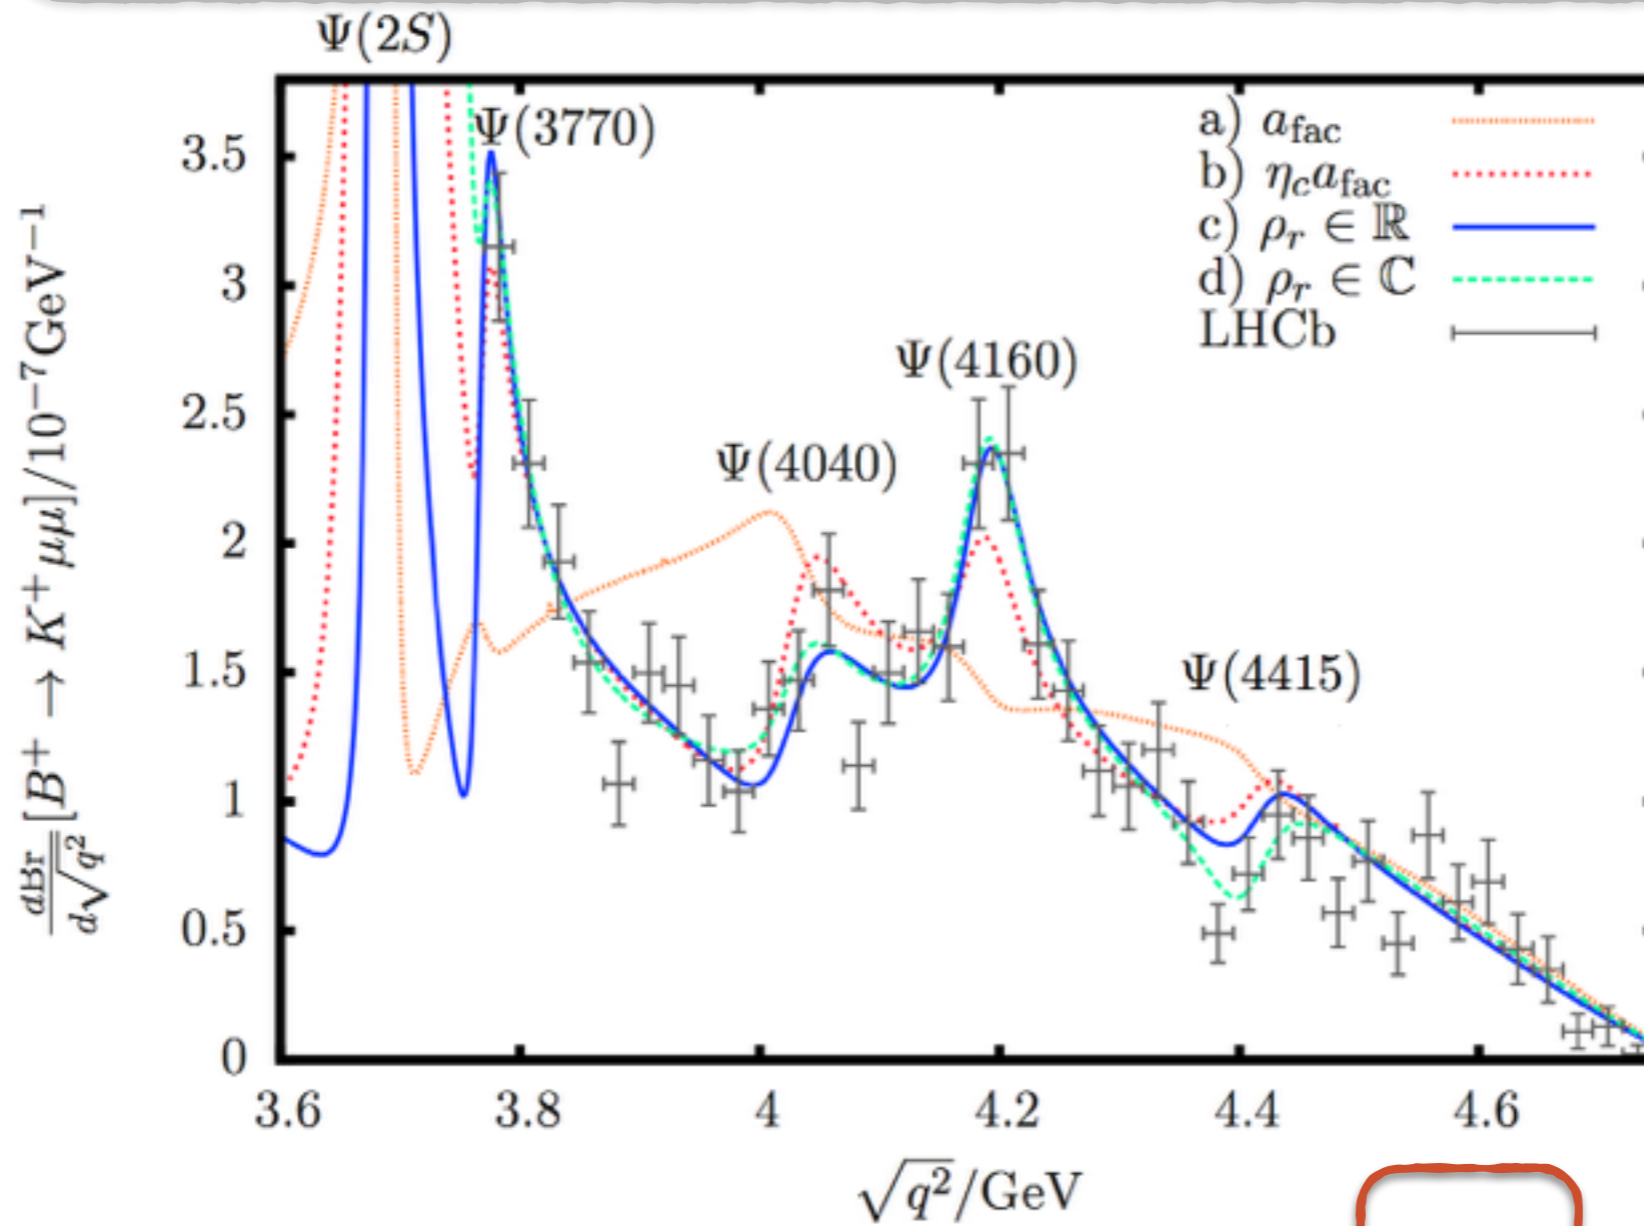 Ψ(2S)
Ψ(3770)
Ψ(4040)
Ψ(4160)
Ψ(4415)
a) a_fac
b) η_c a_fac
c) ρ_r ∈ ℝ
d) ρ_r ∈ ℂ
LHCb
dBr/d√q² [B⁺ → K⁺μμ]/10⁻⁷GeV⁻¹
3.5
3
2.5
2
1.5
1
0.5
0
3.6 3.8 4 4.2 4.4 4.6
√q²/GeV